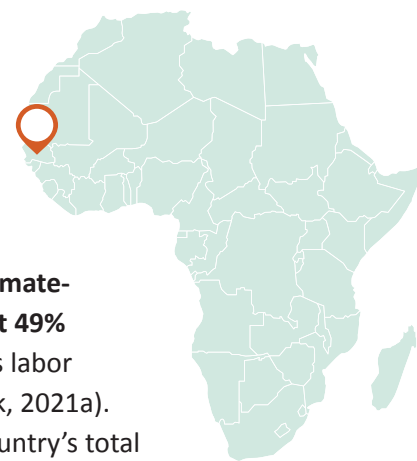 mate-
t 49%
s labor
k, 2021a).
untry’s total